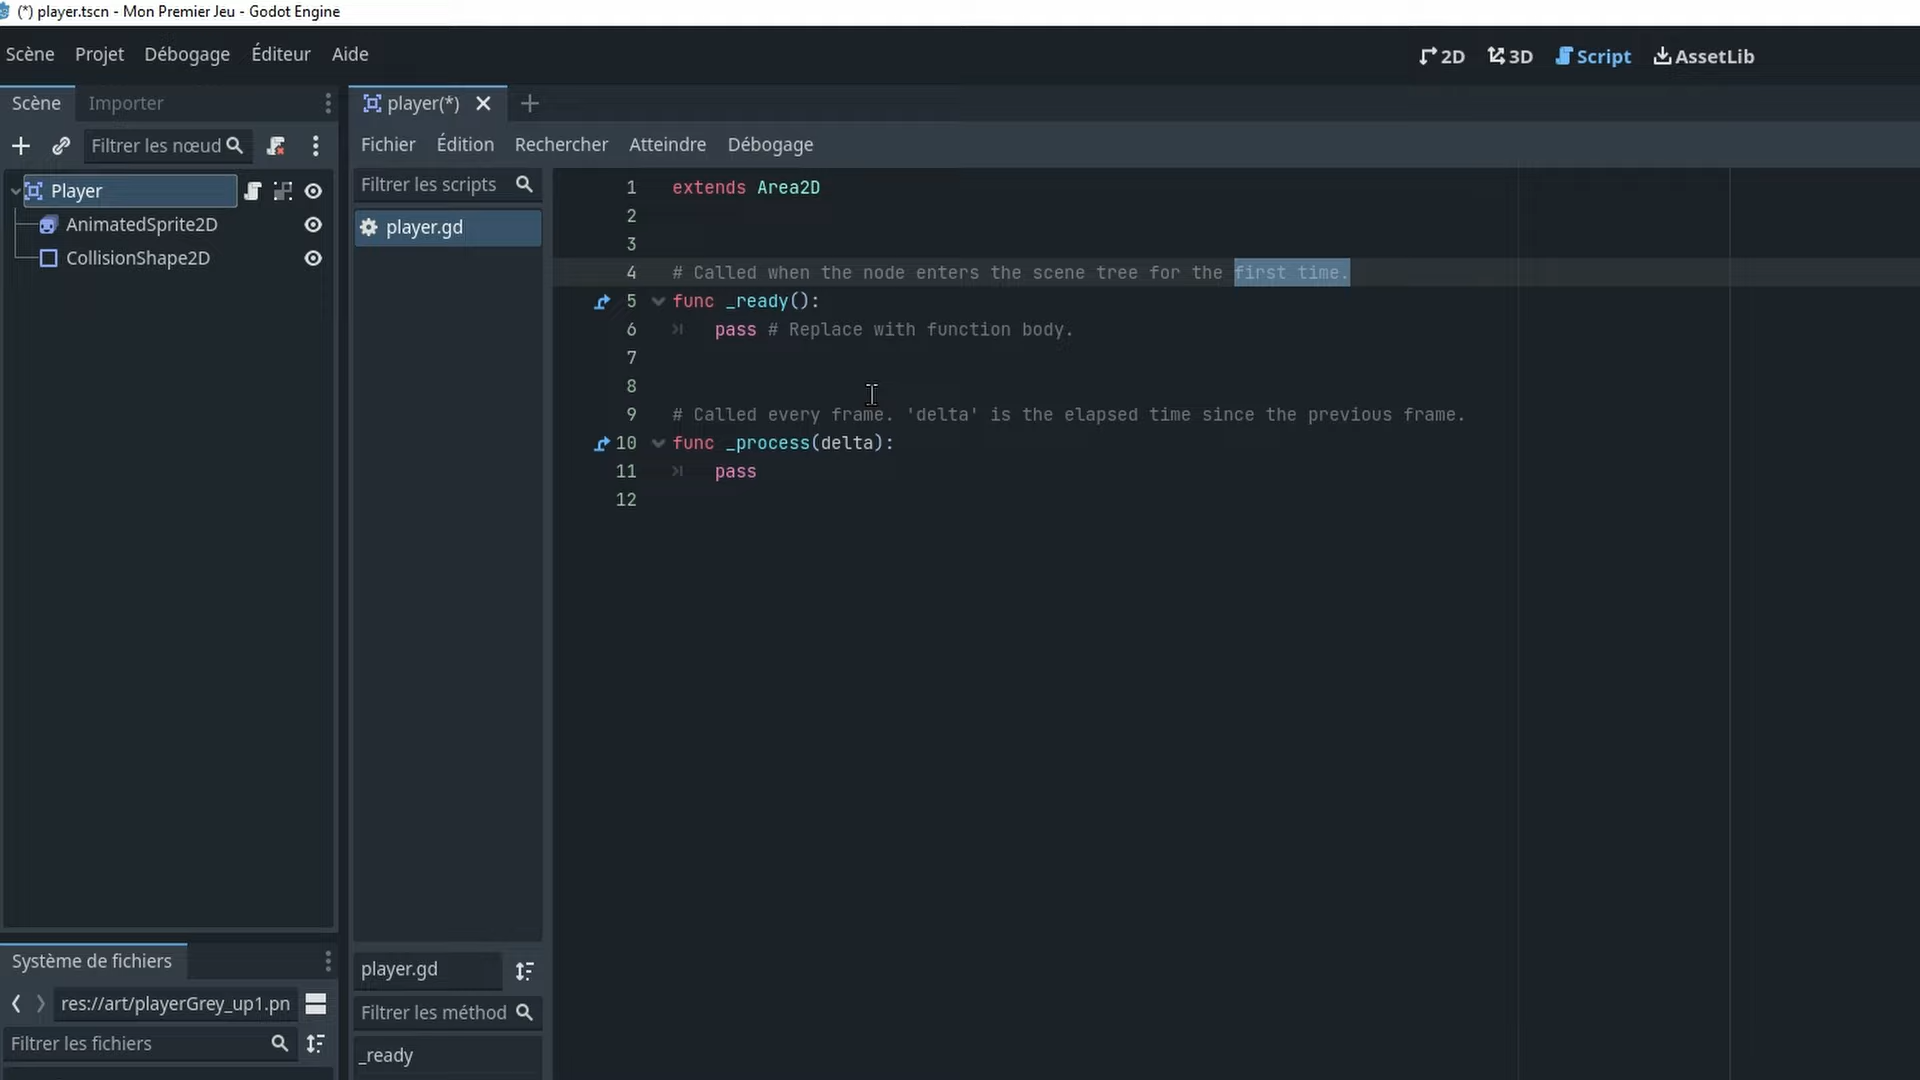 (*) player.tscn - Mon Premier Jeu - Godot Engine
Scène Projet Débogage Éditeur Aide
2D 3D Script AssetLib
Scène Importer
player(*)
Filtrer les nœud
Fichier Édition Rechercher Atteindre Débogage
Player
AnimatedSprite2D
CollisionShape2D
Filtrer les scripts
player.gd
1 extends Area2D
2
3
4 # Called when the node enters the scene tree for the first time.
5 func _ready():
6 pass # Replace with function body.
7
8
9 # Called every frame. 'delta' is the elapsed time since the previous frame.
10 func _process(delta):
11 pass
12
Système de fichiers
res://art/playerGrey_up1.pn
Filtrer les fichiers
player.gd
Filtrer les méthod
_ready